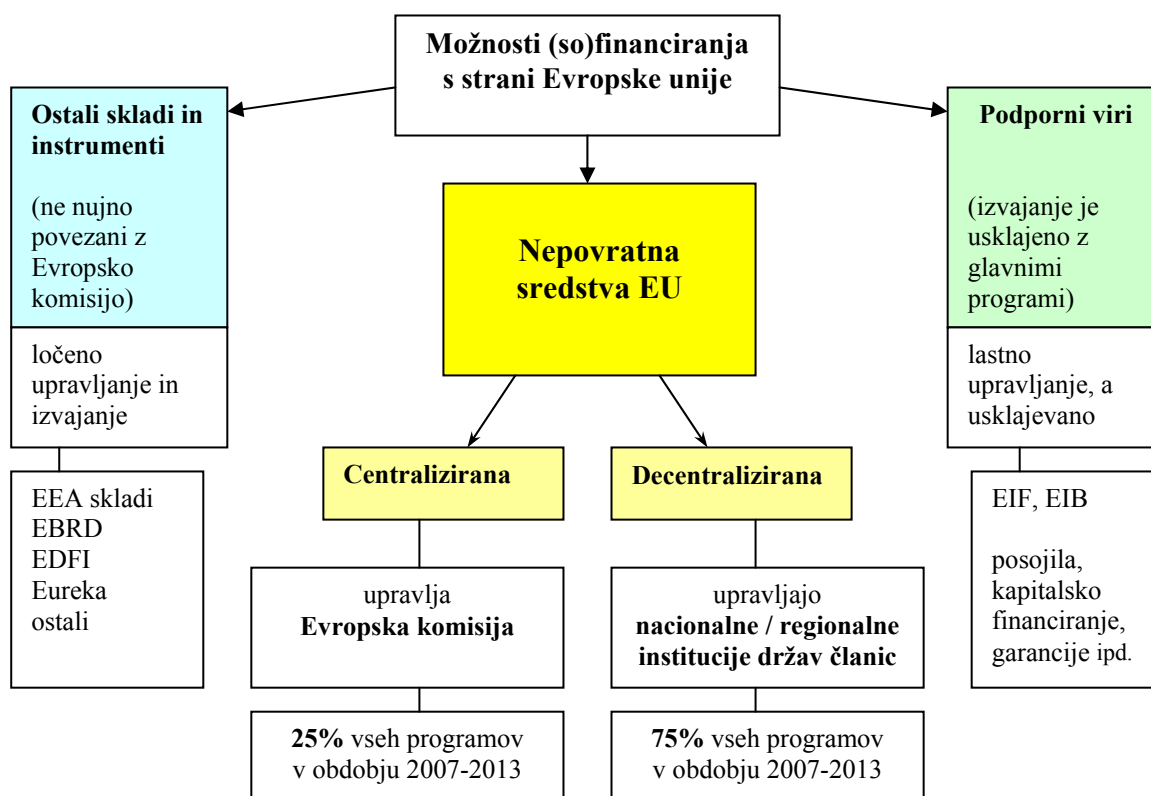 Možnosti (so)financiranja
s strani Evropske unije
Ostali skladi in
instrumenti
(ne nujno
povezani z
Evropsko
komisijo)
ločeno
upravljanje in
izvajanje
EEA skladi
EBRD
EDFI
Eureka
ostali
Nepovratna
sredstva EU
Centralizirana
upravlja
Evropska komisija
25% vseh programov
v obdobju 2007-2013
Decentralizirana
upravljajo
nacionalne / regionalne
institucije držav članic
75% vseh programov
v obdobju 2007-2013
Podporni viri
(izvajanje je
usklajeno z
glavnimi
programi)
lastno
upravljanje, a
usklajevano
EIF, EIB
posojila,
kapitalsko
financiranje,
garancije ipd.